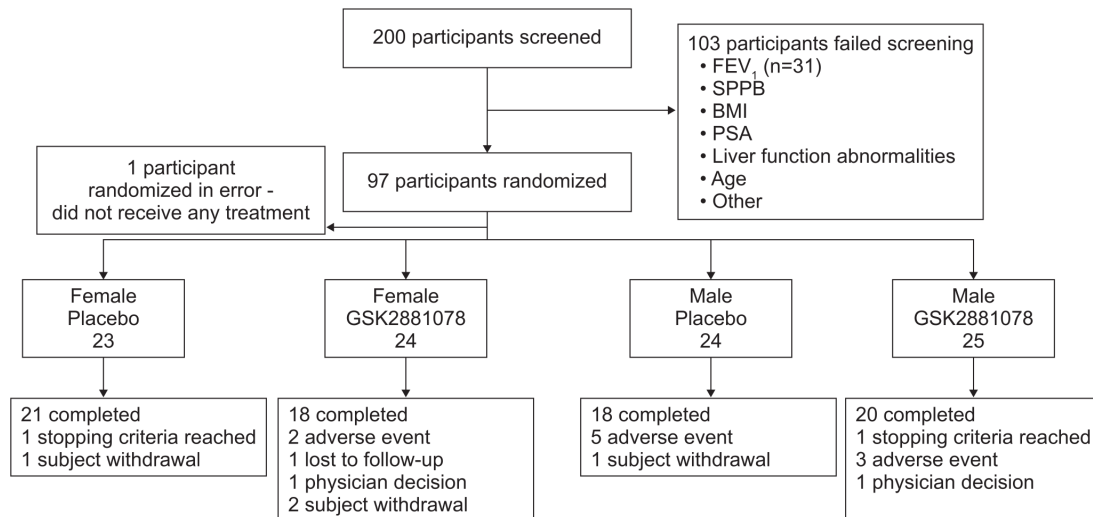 200 participants screened
103 participants failed screening
• FEV₁ (n=31)
• SPPB
• BMI
• PSA
• Liver function abnormalities
• Age
• Other
1 participant
randomized in error -
did not receive any treatment
97 participants randomized
Female
Placebo
23
Female
GSK2881078
24
Male
Placebo
24
Male
GSK2881078
25
21 completed
1 stopping criteria reached
1 subject withdrawal
18 completed
2 adverse event
1 lost to follow-up
1 physician decision
2 subject withdrawal
18 completed
5 adverse event
1 subject withdrawal
20 completed
1 stopping criteria reached
3 adverse event
1 physician decision